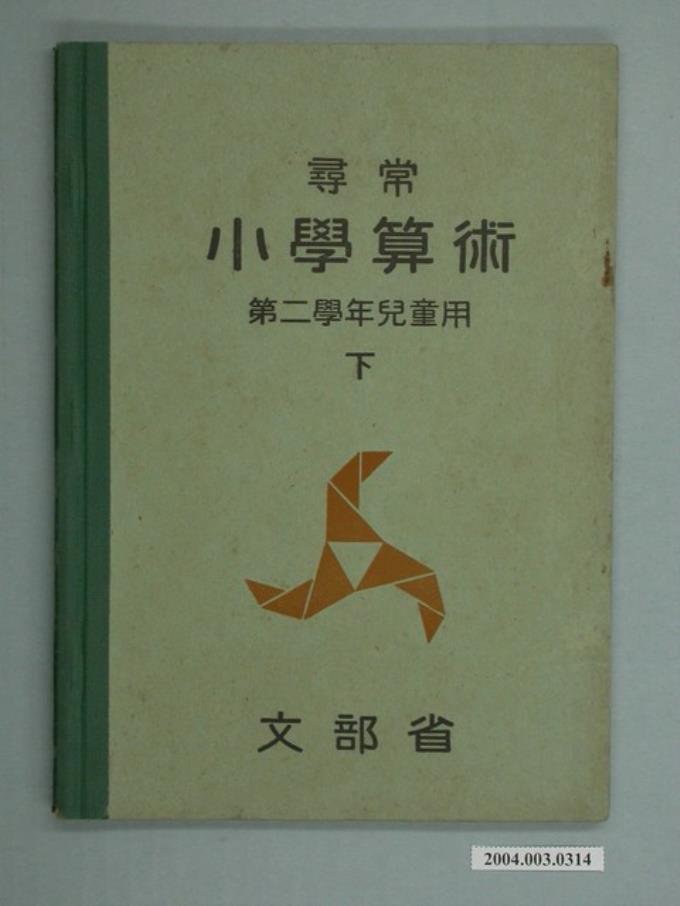 尋常
小學算術
第二學年兒童用
下
文部省
2004.003.0314